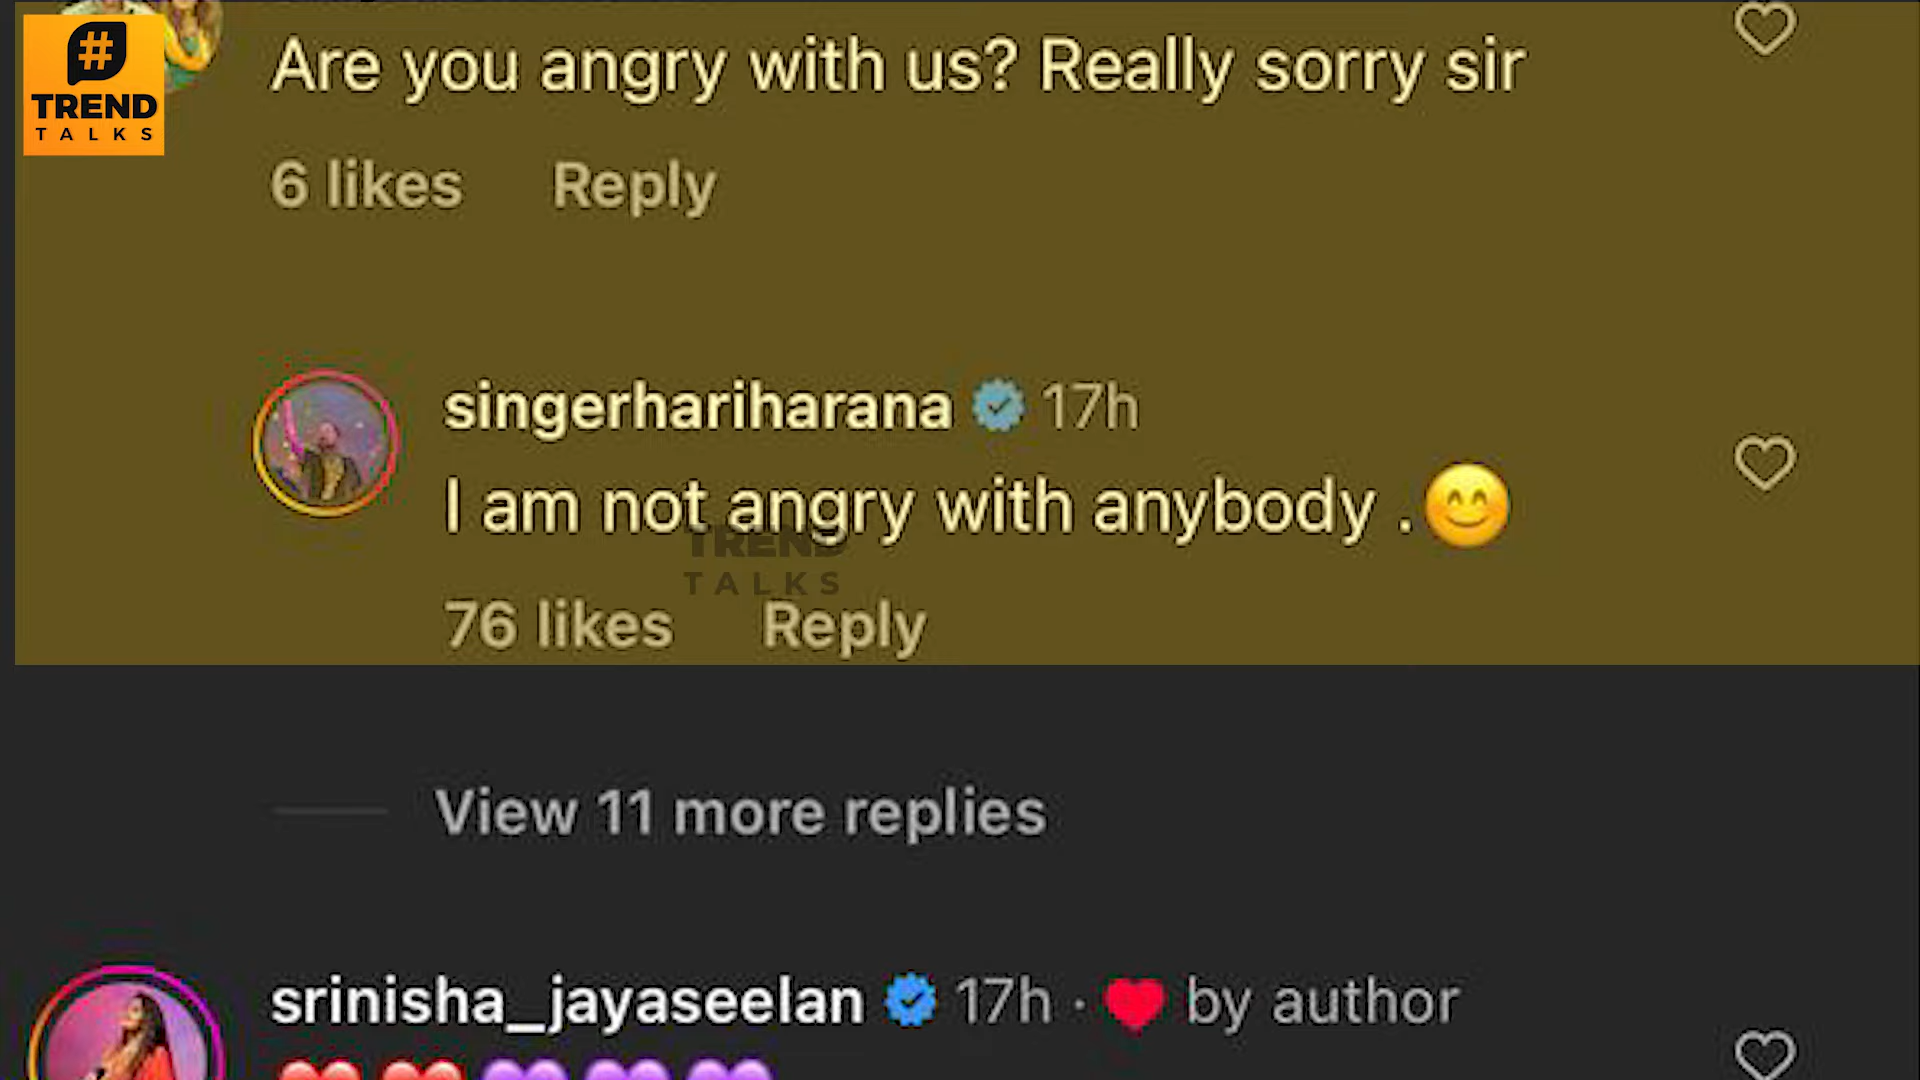 #
TREND
TALKS
Are you angry with us? Really sorry sir
6 likes Reply
singerhariharana 17h
I am not angry with anybody .😊
TREND
TALKS
76 likes Reply
View 11 more replies
srinisha_jayaseelan 17h · ❤️ by author